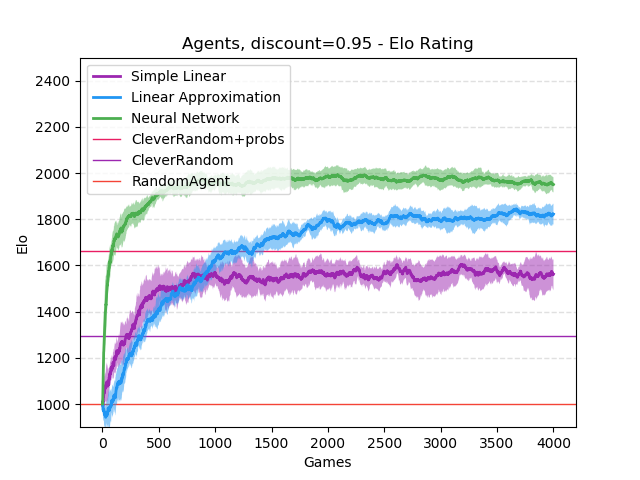 Agents, discount=0.95 - Elo Rating
Simple Linear
Linear Approximation
Neural Network
CleverRandom+probs
CleverRandom
RandomAgent
2400
2200
2000
1800
1600
1400
1200
1000
Elo
0 500 1000 1500 2000 2500 3000 3500 4000
Games